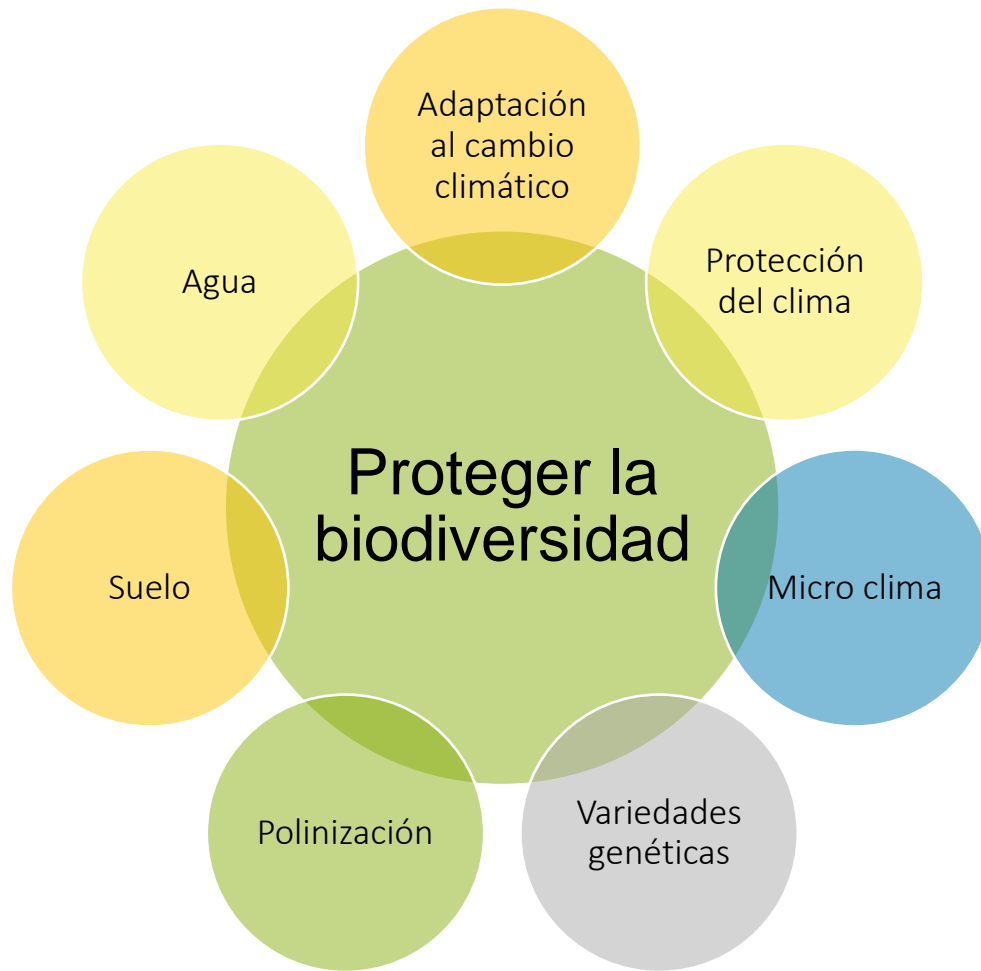 Adaptación
al cambio
climático
Protección
del clima
Agua
Proteger la
biodiversidad
Micro clima
Suelo
Variedades
genéticas
Polinización